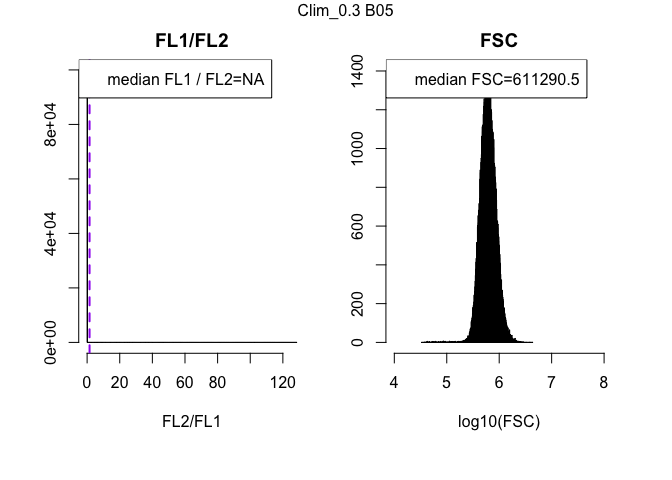 Clim_0.3 B05
FL1/FL2
median FL1 / FL2=NA
0e+00
4e+04
8e+04
0
20
40
60
80
120
FL2/FL1
FSC
median FSC=611290.5
0
200
600
1000
1400
4
5
6
7
8
log10(FSC)